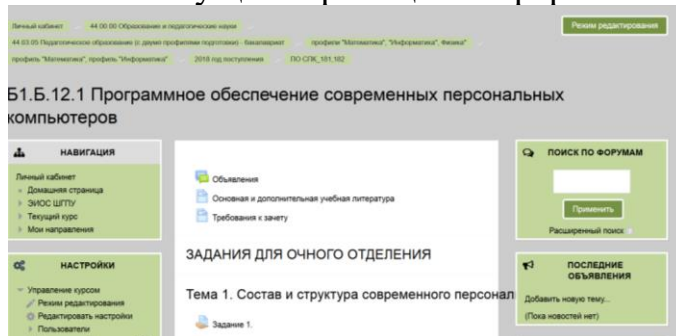 Личный кабинет
44.00.00 Образование и педагогические науки
Режим редактирования
44.03.05 Педагогическое образование (с двумя профилями подготовки) - бакалавриат
профили "Математика", "Информатика", Физика"
профиль "Математика", профиль "Информатика"
2018 год поступления
ПО СПК_101,102
Б1.Б.12.1 Программное обеспечение современных персональных
компьютеров
НАВИГАЦИЯ
Личный кабинет
Домашняя страница
ЭИОС ШГПУ
Текущий курс
Мои направления
НАСТРОЙКИ
Управление курсом
Режим редактирования
Редактировать настройки
Пользователи
Объявления
Основная и дополнительная учебная литература
Требования к зачету
ЗАДАНИЯ ДЛЯ ОЧНОГО ОТДЕЛЕНИЯ
Тема 1. Состав и структура современного персонал
Задание 1.
ПОИСК ПО ФОРУМАМ
Применить
Расширенный поиск
ПОСЛЕДНИЕ
ОБЪЯВЛЕНИЯ
Добавить новую тему...
(Пока новостей нет)